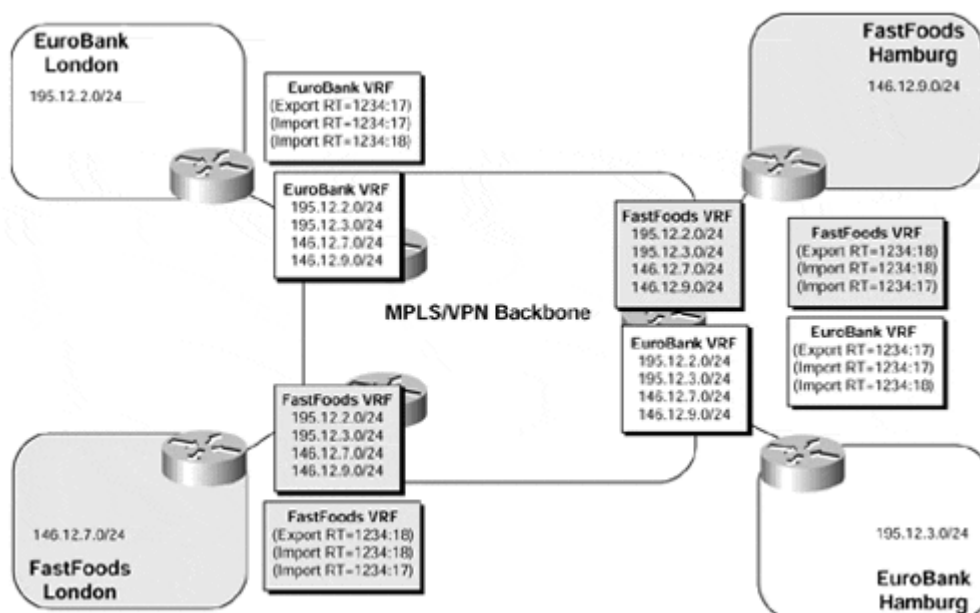 EuroBank
London
195.12.2.0/24
EuroBank VRF
(Export RT=1234:17)
(Import RT=1234:17)
(Import RT=1234:18)
FastFoods
Hamburg
146.12.9.0/24
EuroBank VRF
195.12.2.0/24
195.12.3.0/24
146.12.7.0/24
146.12.9.0/24
FastFoods VRF
195.12.2.0/24
195.12.3.0/24
146.12.7.0/24
146.12.9.0/24
FastFoods VRF
(Export RT=1234:18)
(Import RT=1234:18)
(Import RT=1234:17)
MPLS/VPN Backbone
EuroBank VRF
195.12.2.0/24
195.12.3.0/24
146.12.7.0/24
146.12.9.0/24
EuroBank VRF
(Export RT=1234:17)
(Import RT=1234:17)
(Import RT=1234:18)
FastFoods VRF
195.12.2.0/24
195.12.3.0/24
146.12.7.0/24
146.12.9.0/24
FastFoods VRF
(Export RT=1234:18)
(Import RT=1234:18)
(Import RT=1234:17)
146.12.7.0/24
FastFoods
London
195.12.3.0/24
EuroBank
Hamburg